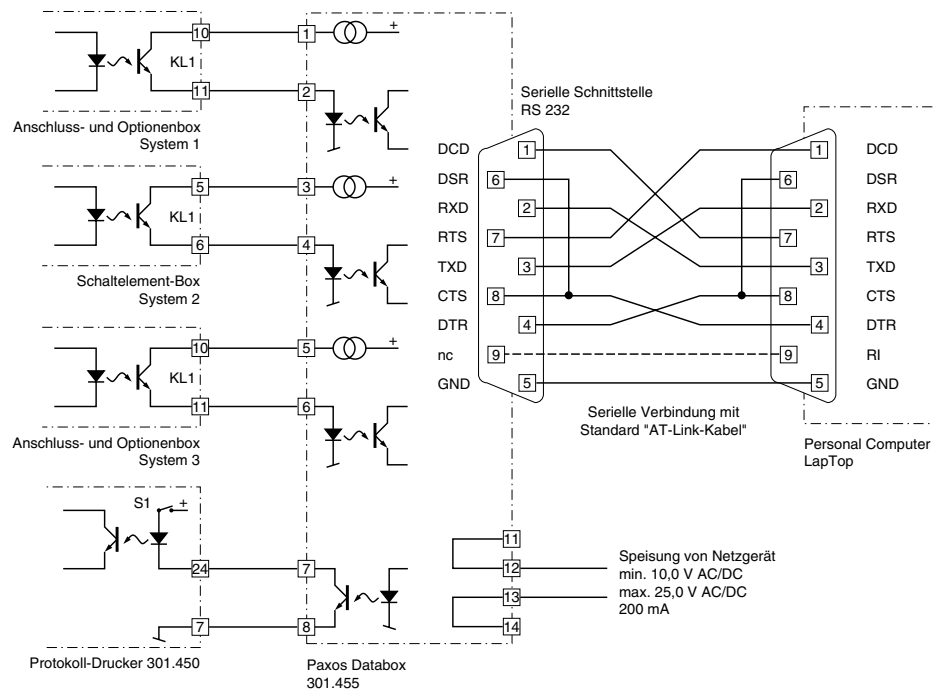 10
1
+
KL1
11
2
Anschluss- und Optionenbox
System 1
5
3
+
KL1
6
4
Schaltelement-Box
System 2
10
5
+
KL1
11
6
Anschluss- und Optionenbox
System 3
S1
+
24
7
7
8
Protokoll-Drucker 301.450
Paxos Databox
301.455
Serielle Schnittstelle
RS 232
DCD
1
1
DCD
DSR
6
6
DSR
RXD
2
2
RXD
RTS
7
7
RTS
TXD
3
3
TXD
CTS
8
8
CTS
DTR
4
4
DTR
nc
9
9
RI
GND
5
5
GND
Serielle Verbindung mit
Standard "AT-Link-Kabel"
Personal Computer
LapTop
11
12
13
14
Speisung von Netzgerät
min. 10,0 V AC/DC
max. 25,0 V AC/DC
200 mA